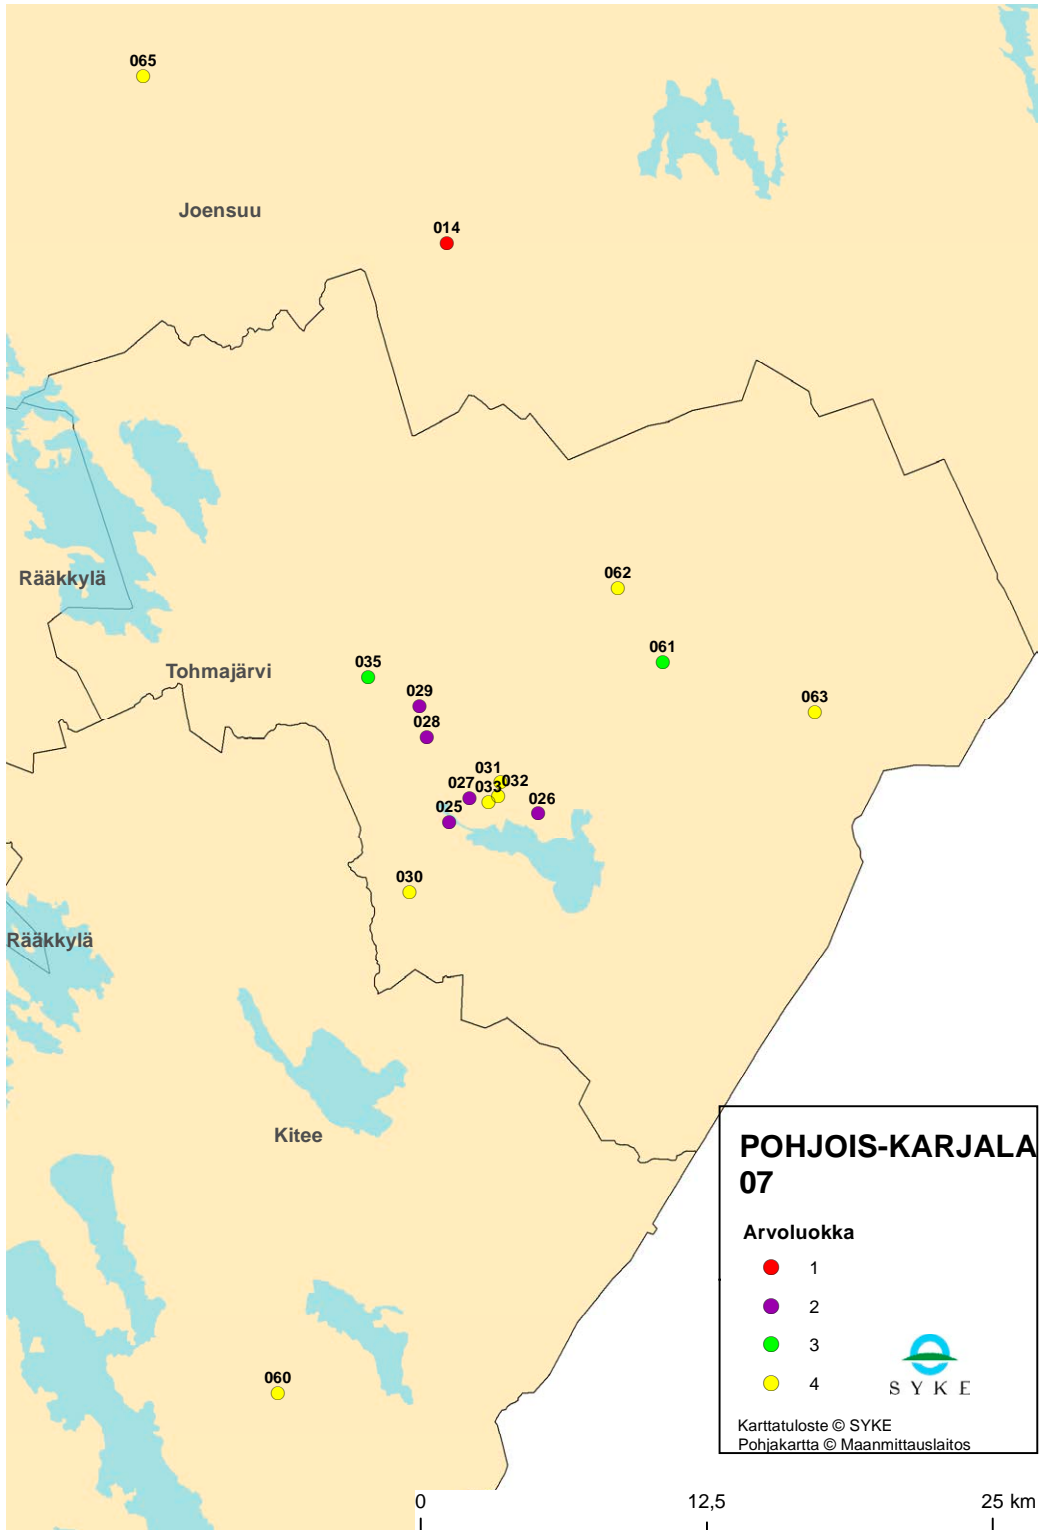 065
Joensuu
014
062
Rääkkylä
061
035
Tohmajärvi
029
063
028
031
032
027
033
026
025
030
Rääkkylä
Kitee
060
POHJOIS-KARJALA
07
Arvoluokka
1
2
3
4
SYKE
Karttatuloste © SYKE
Pohjakartta © Maanmittauslaitos
0 12,5 25 km